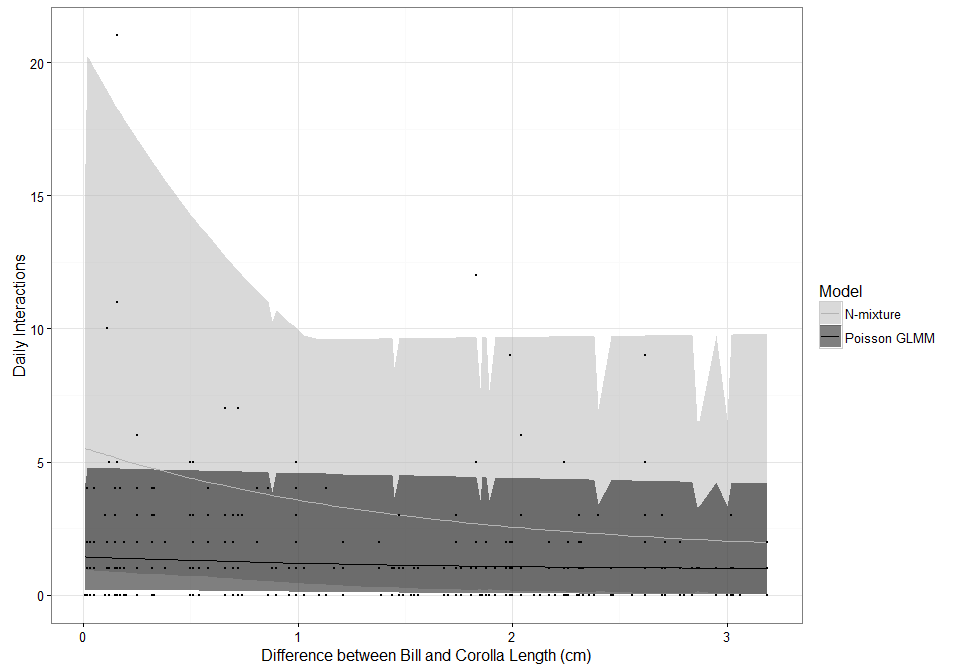 Daily Interactions
20
15
10
5
0
0 1 2 3
Difference between Bill and Corolla Length (cm)
Model
N-mixture
Poisson GLMM